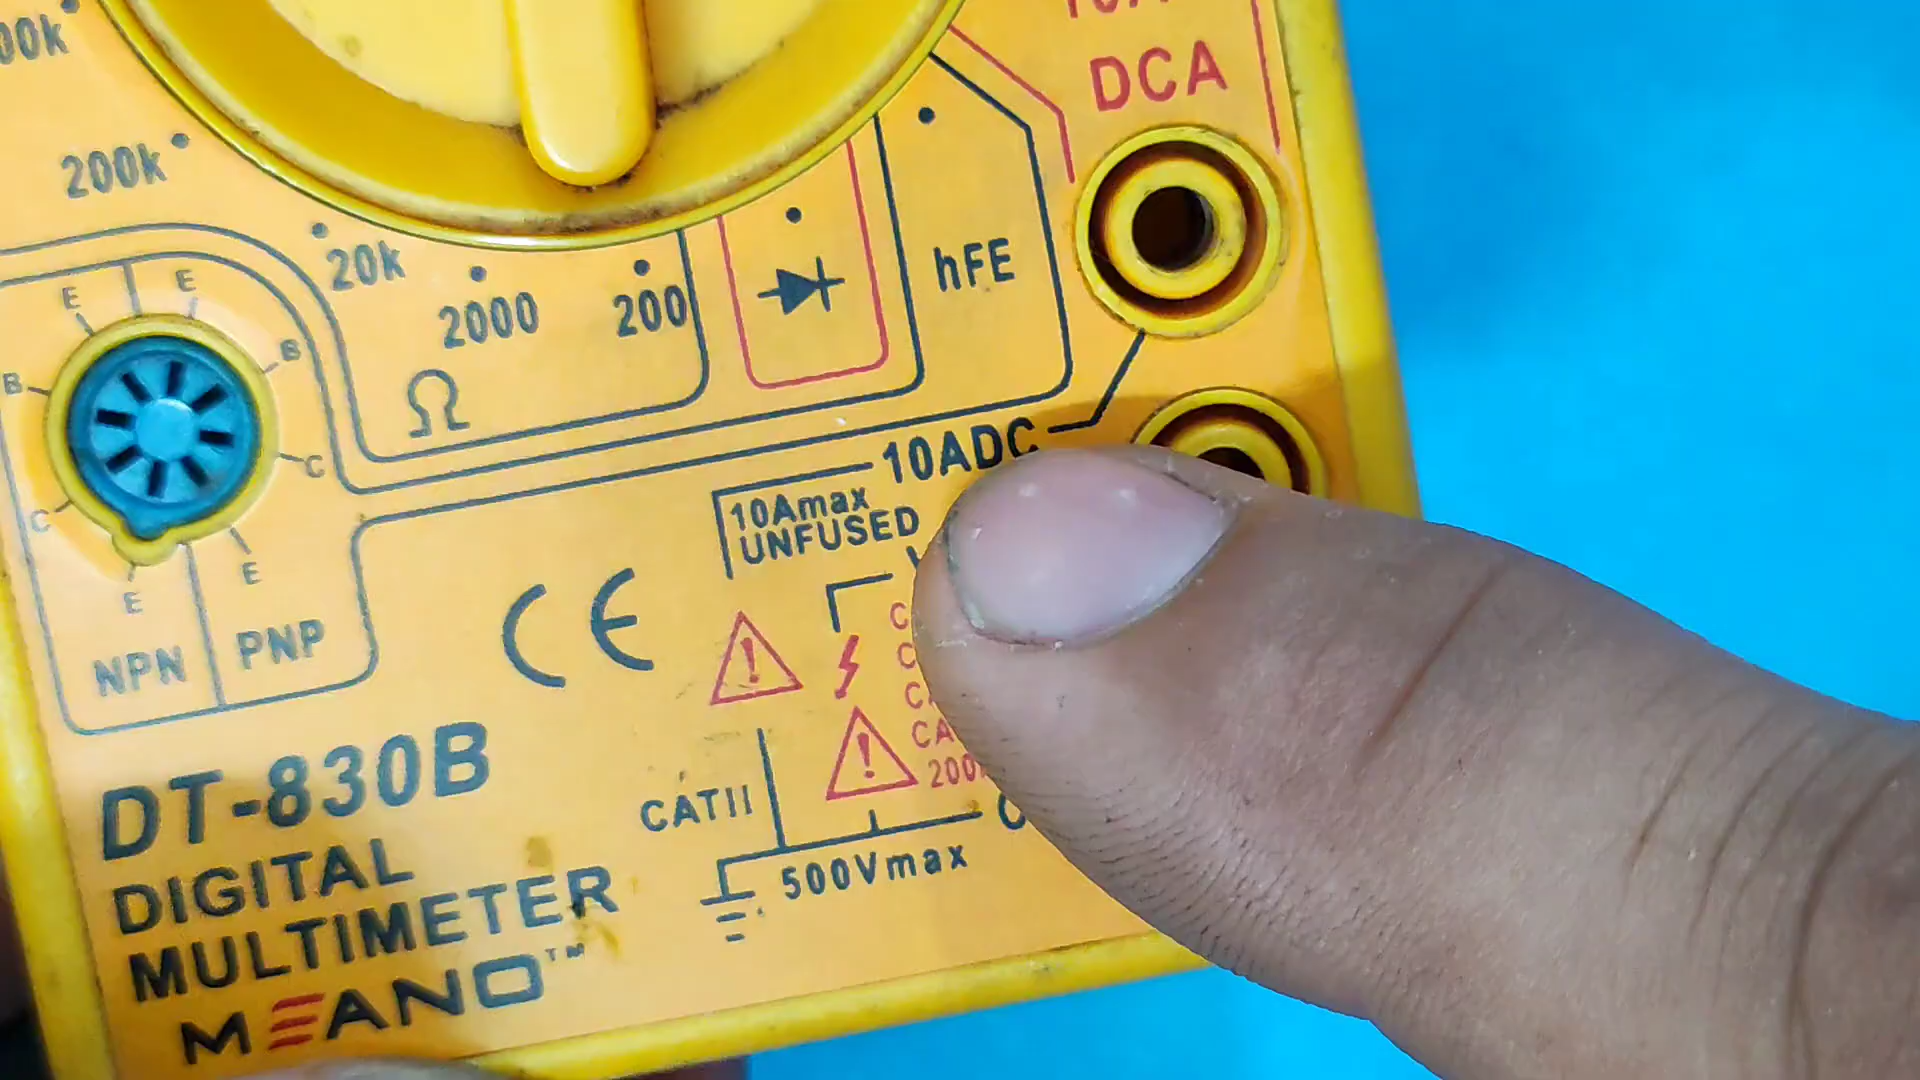 DCA
200k
20k
2000
200
Ω
hFE
E
E
B
B
C
C
E
E
NPN
PNP
10ADC
10Amax
UNFUSED
CE
CATII
500Vmax
DT-830B
DIGITAL
MULTIMETER
MEANO™